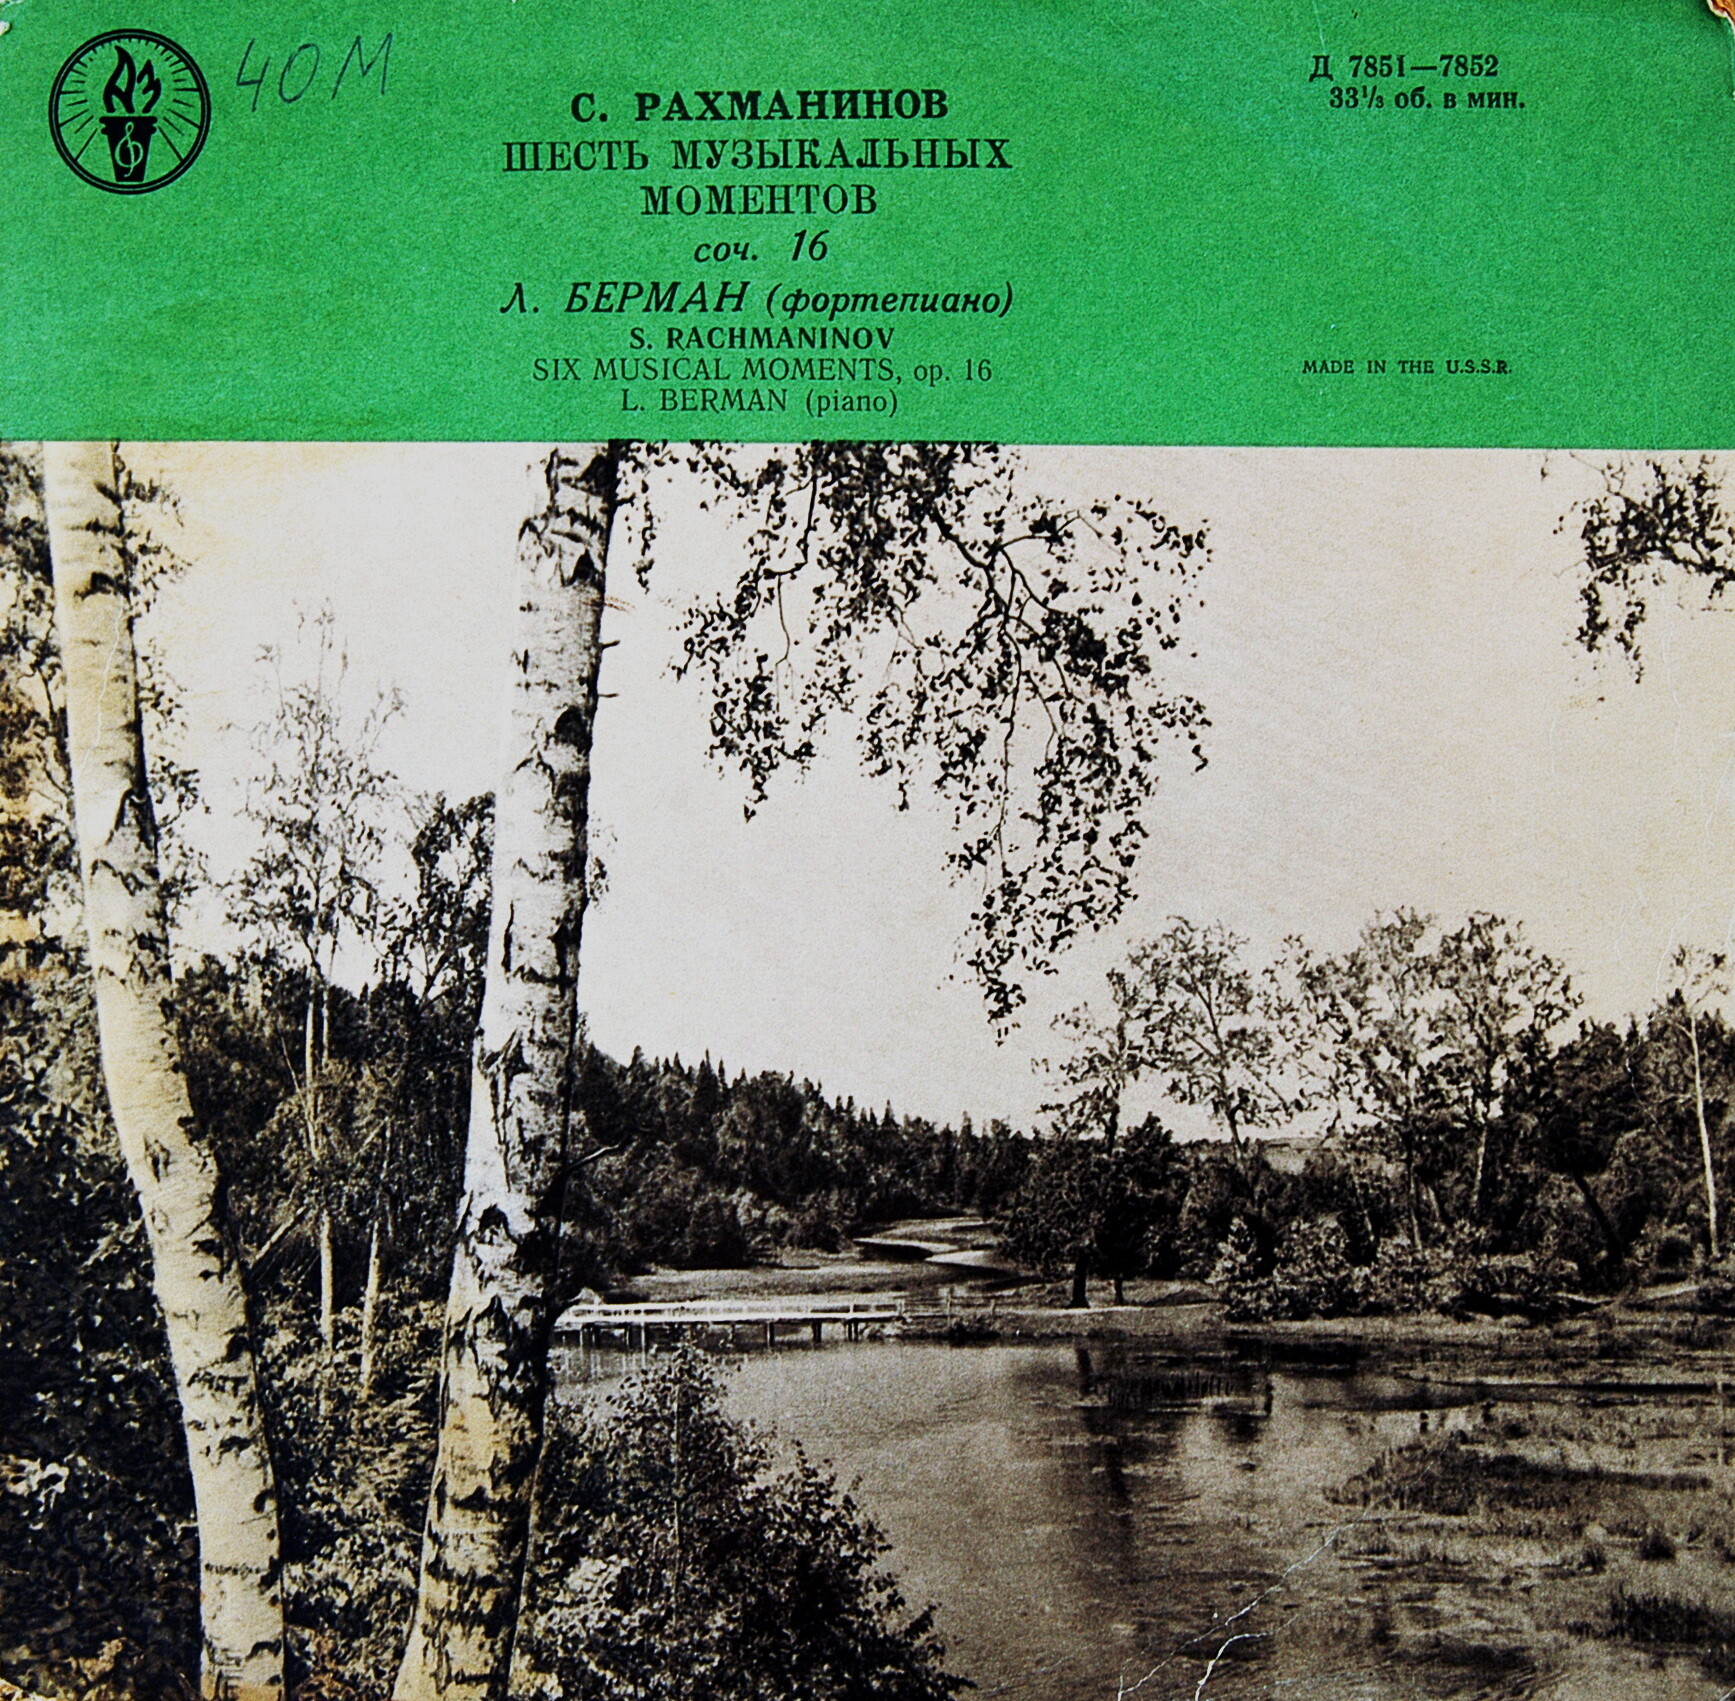 ДЗ
40М
С. РАХМАНИНОВ
ШЕСТЬ МУЗЫКАЛЬНЫХ
МОМЕНТОВ
соч. 16
Л. БЕРМАН (фортепиано)
S. RACHMANINOV
SIX MUSICAL MOMENTS, op. 16
L. BERMAN (piano)
Д 7851—7852
33⅓ об. в мин.
MADE IN THE U.S.S.R.